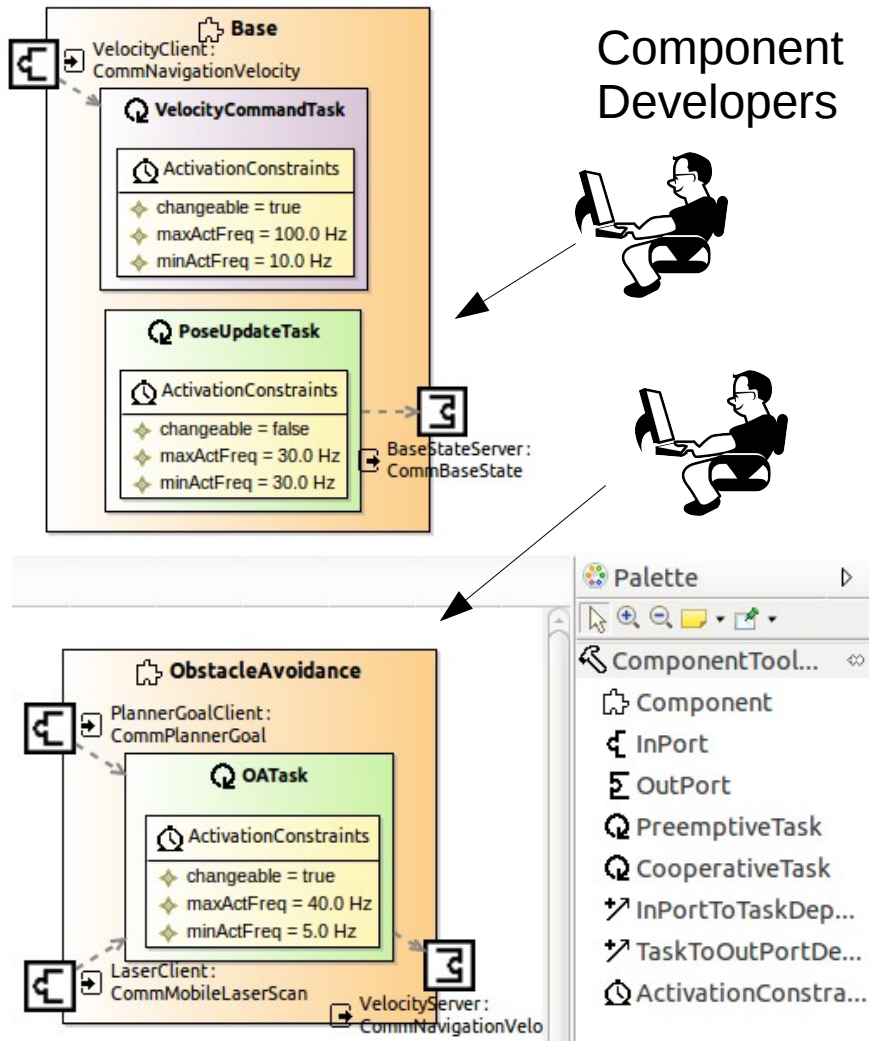 Base
VelocityClient:
CommNavigationVelocity
VelocityCommandTask
ActivationConstraints
changeable = true
maxActFreq = 100.0 Hz
minActFreq = 10.0 Hz
PoseUpdateTask
ActivationConstraints
changeable = false
maxActFreq = 30.0 Hz
minActFreq = 30.0 Hz
BaseStateServer:
CommBaseState
Component
Developers
ObstacleAvoidance
PlannerGoalClient:
CommPlannerGoal
OATask
ActivationConstraints
changeable = true
maxActFreq = 40.0 Hz
minActFreq = 5.0 Hz
LaserClient:
CommMobileLaserScan
VelocityServer:
CommNavigationVelo
Palette
ComponentTool...
Component
InPort
OutPort
PreemptiveTask
CooperativeTask
InPortToTaskDep...
TaskToOutPortDe...
ActivationConstra...